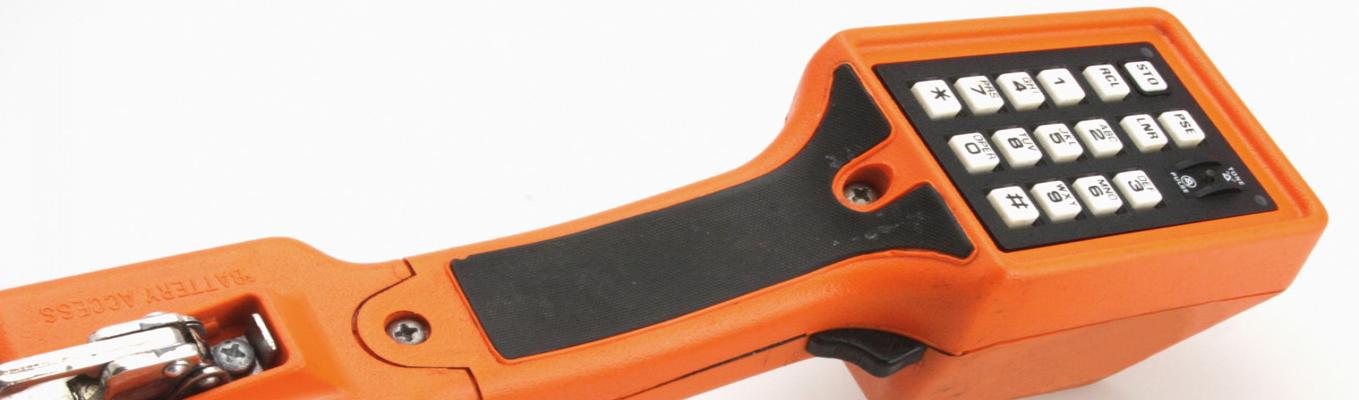 STO PSE TONE
RCL LNR PULSE
1 ABC 2 DEF 3
GHI 4 JKL 5 MNO 6
PRS 7 TUV 8 WXY 9
* OPER 0 #
BATTERY ACCESS